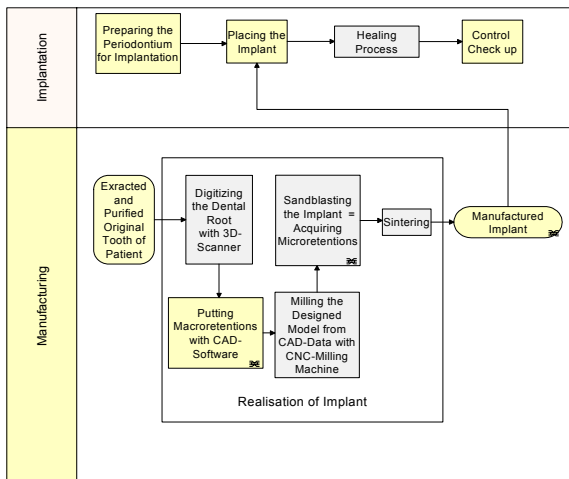 Implantation
Preparing the
Periodontium
for Implantation
Placing the
Implant
Healing
Process
Control
Check up
Manufacturing
Exracted
and
Purified
Original
Tooth of
Patient
Digitizing
the Dental
Root
with 3D-
Scanner
Putting
Macroretentions
with CAD-
Software
Milling the
Designed
Model from
CAD-Data with
CNC-Milling
Machine
Sandblasting
the Implant =
Acquiring
Microretentions
Sintering
Manufactured
Implant
Realisation of Implant